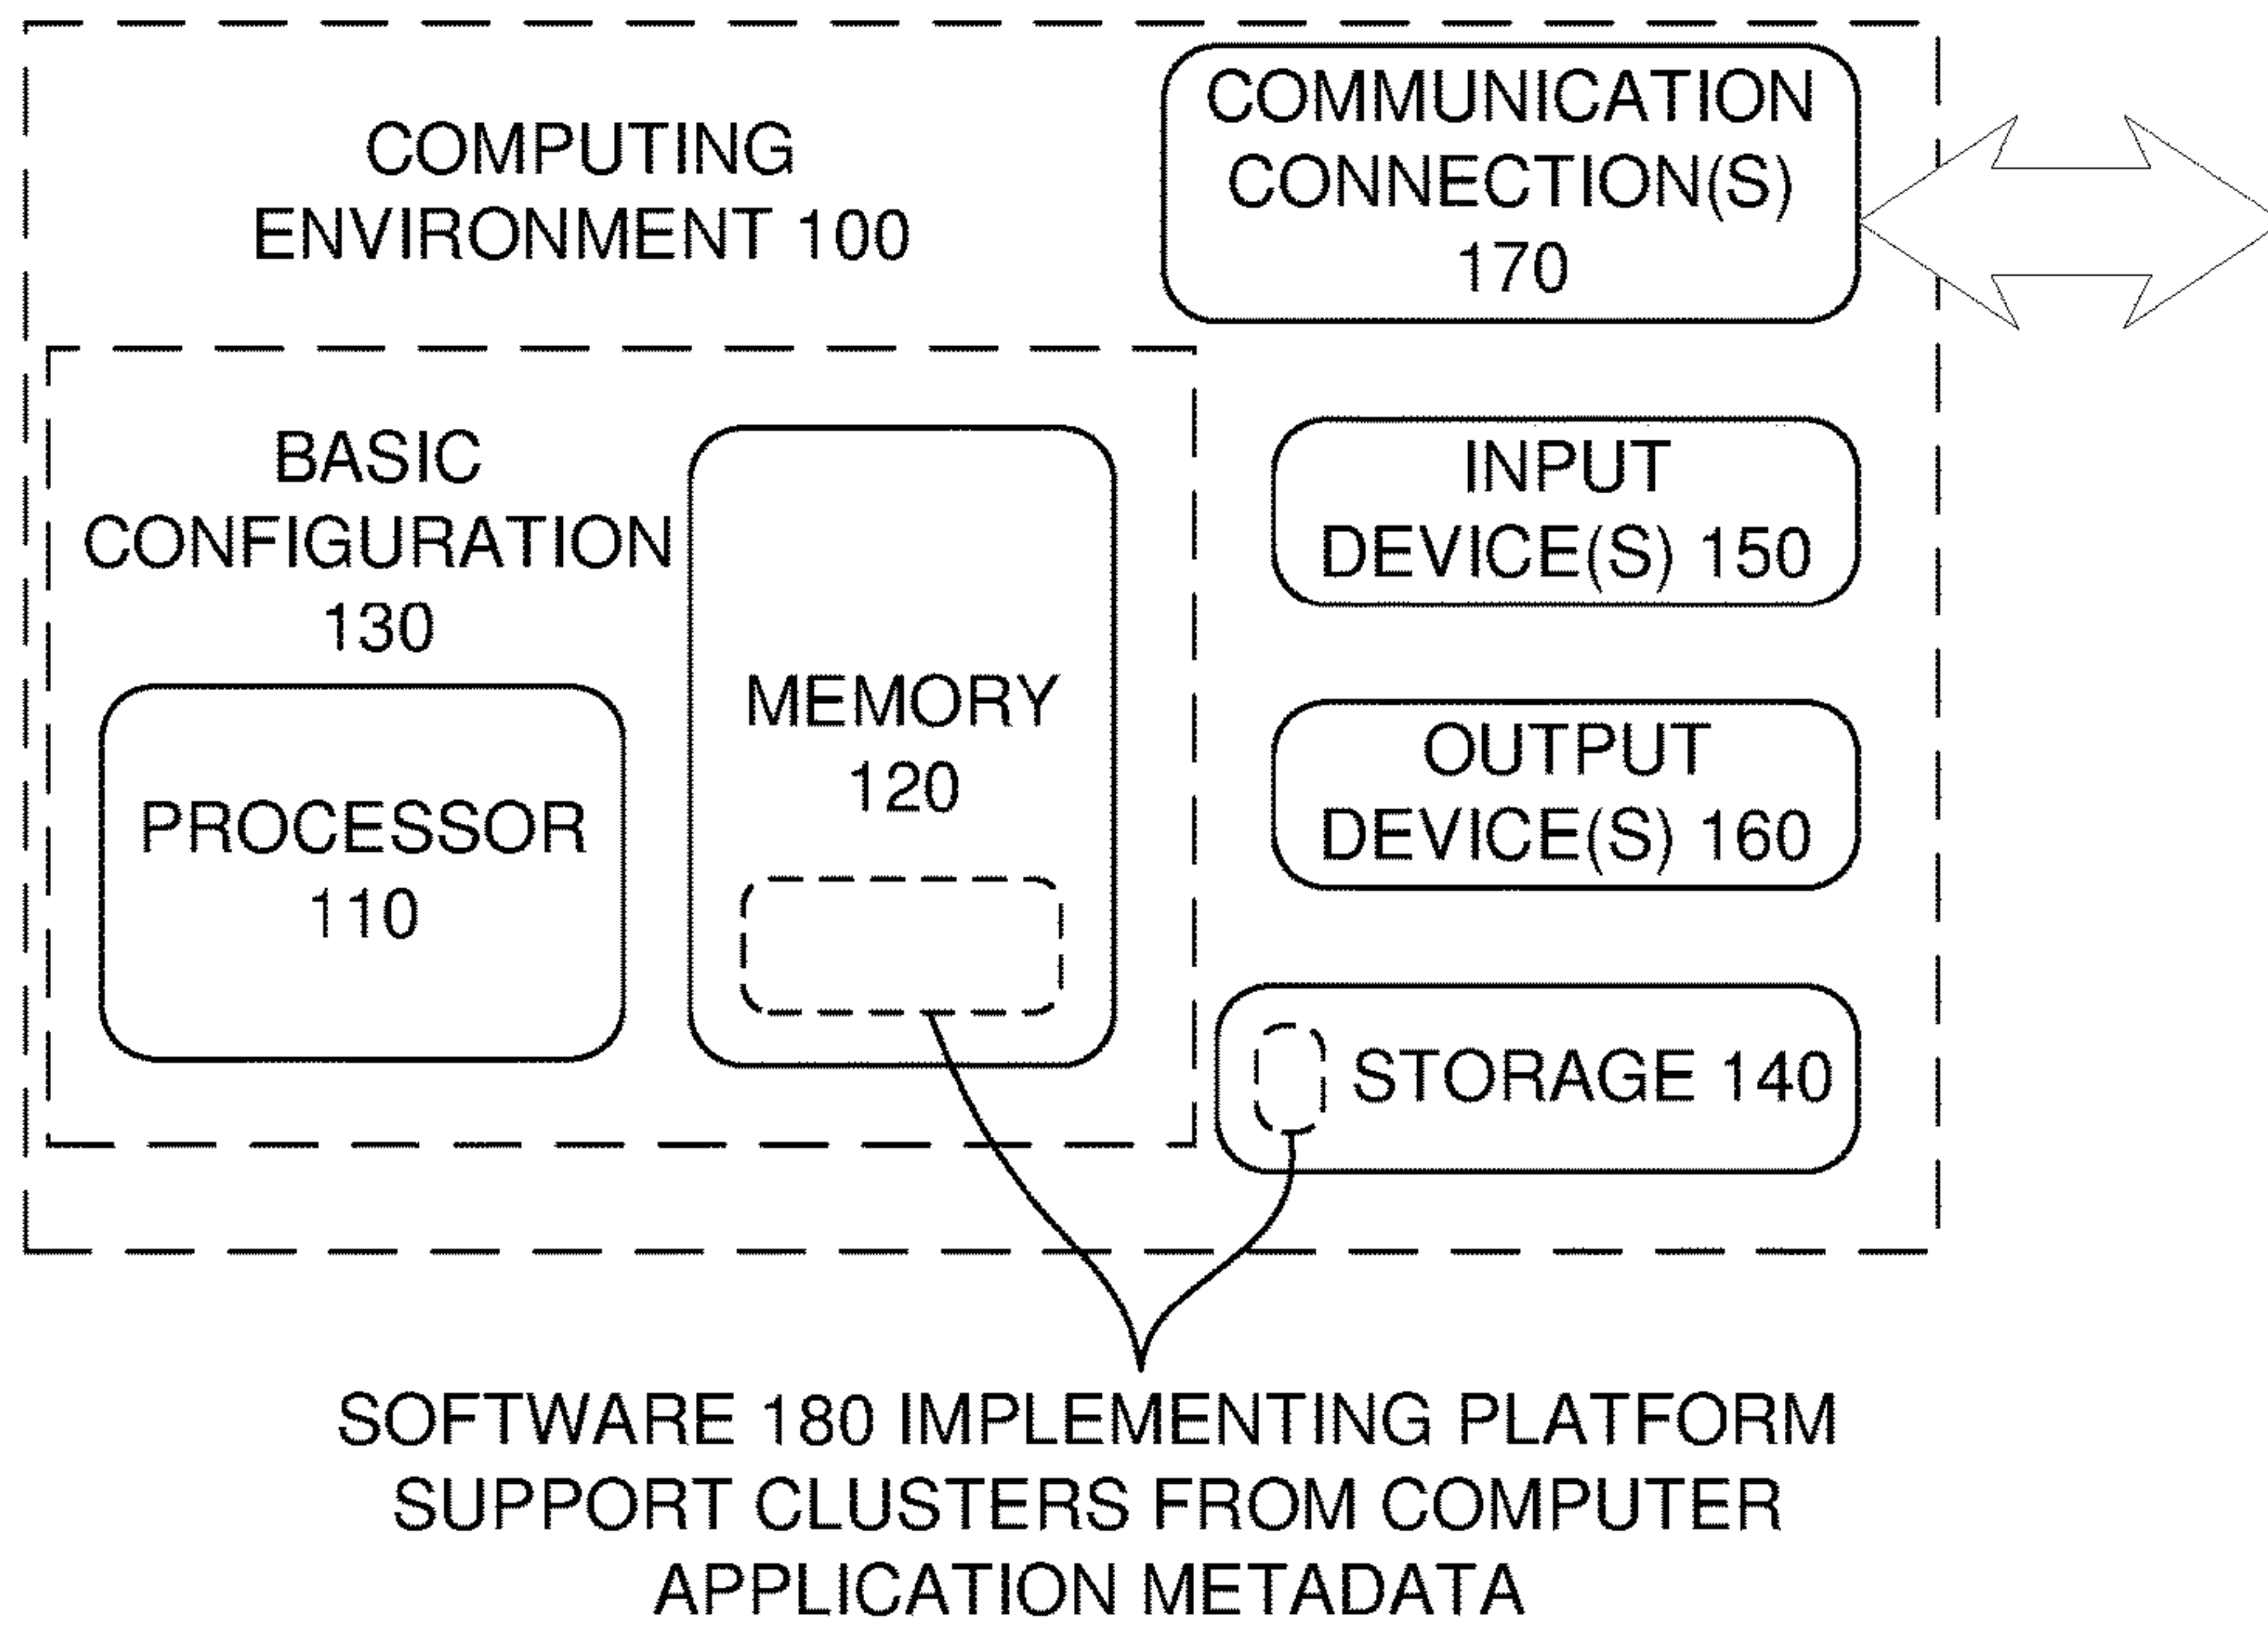 COMPUTING
ENVIRONMENT 100
COMMUNICATION
CONNECTION(S)
170
BASIC
CONFIGURATION
130
PROCESSOR
110
MEMORY
120
INPUT
DEVICE(S) 150
OUTPUT
DEVICE(S) 160
STORAGE 140
SOFTWARE 180 IMPLEMENTING PLATFORM
SUPPORT CLUSTERS FROM COMPUTER
APPLICATION METADATA